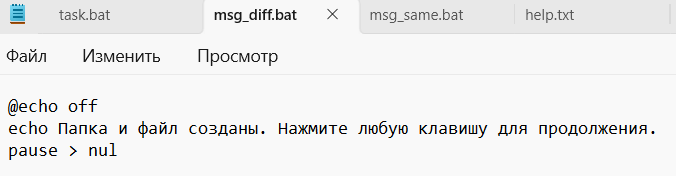 task.bat msg_diff.bat msg_same.bat help.txt
Файл Изменить Просмотр
@echo off
echo Папка и файл созданы. Нажмите любую клавишу для продолжения.
pause > nul